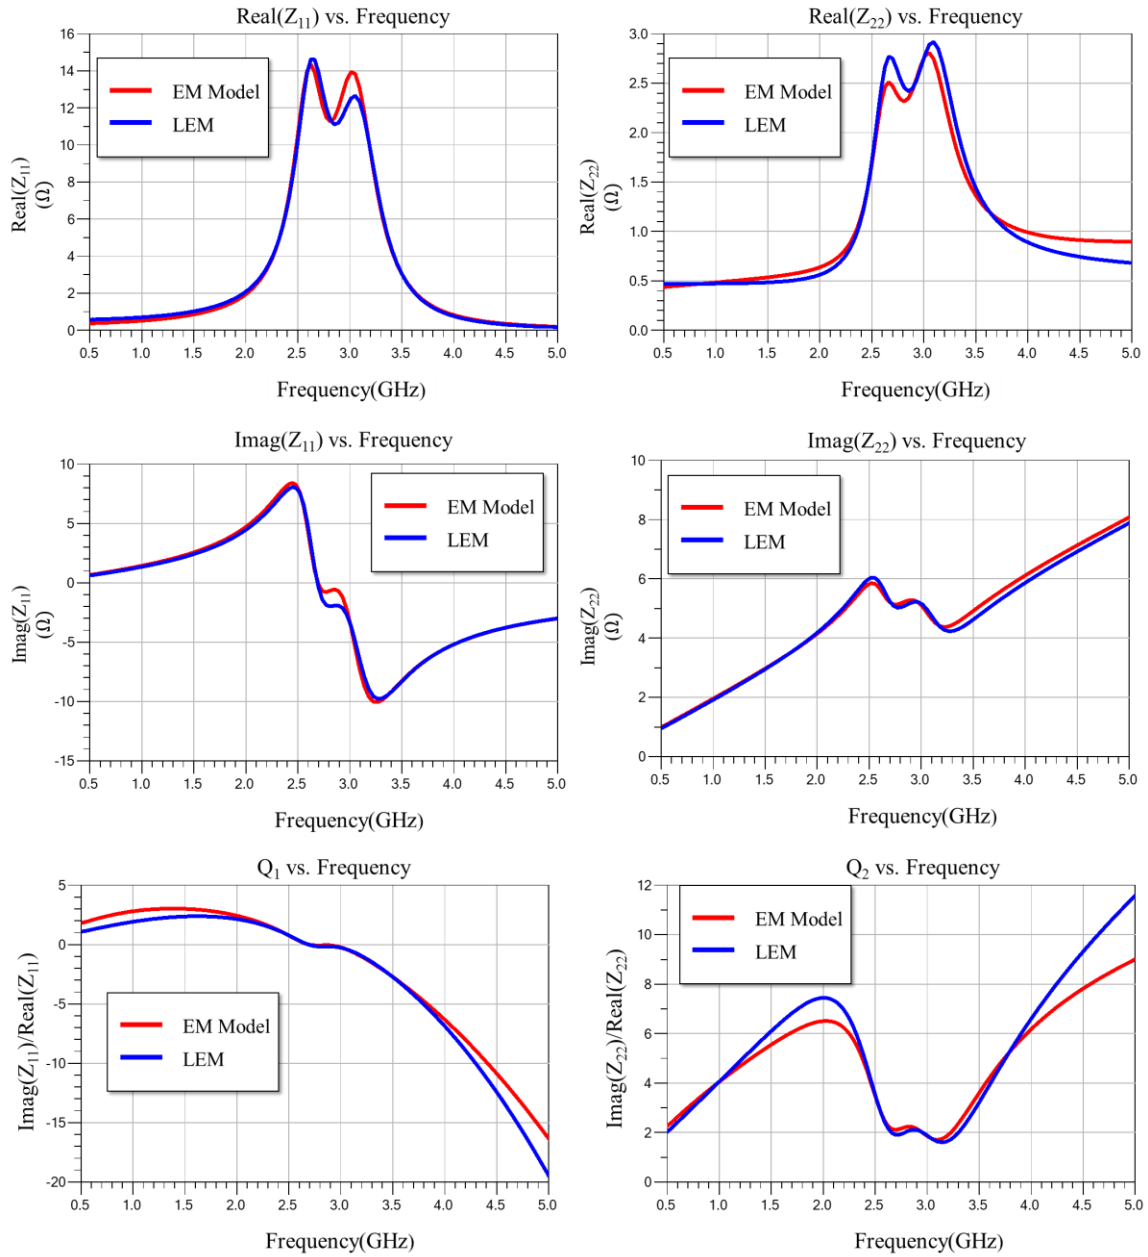 Real(Z₁₁) vs. Frequency
16
14
12
10
8
6
4
2
0
Real(Z₁₁)
(Ω)
EM Model
LEM
0.5 1.0 1.5 2.0 2.5 3.0 3.5 4.0 4.5 5.0
Frequency(GHz)
Real(Z₂₂) vs. Frequency
3.0
2.5
2.0
1.5
1.0
0.5
0.0
Real(Z₂₂)
(Ω)
EM Model
LEM
0.5 1.0 1.5 2.0 2.5 3.0 3.5 4.0 4.5 5.0
Frequency(GHz)
Imag(Z₁₁) vs. Frequency
10
5
0
-5
-10
-15
Imag(Z₁₁)
(Ω)
EM Model
LEM
0.5 1.0 1.5 2.0 2.5 3.0 3.5 4.0 4.5 5.0
Frequency(GHz)
Imag(Z₂₂) vs. Frequency
10
8
6
4
2
0
Imag(Z₂₂)
(Ω)
EM Model
LEM
0.5 1.0 1.5 2.0 2.5 3.0 3.5 4.0 4.5 5.0
Frequency(GHz)
Q₁ vs. Frequency
5
0
-5
-10
-15
-20
Imag(Z₁₁)/Real(Z₁₁)
EM Model
LEM
0.5 1.0 1.5 2.0 2.5 3.0 3.5 4.0 4.5 5.0
Frequency(GHz)
Q₂ vs. Frequency
12
10
8
6
4
2
0
Imag(Z₂₂)/Real(Z₂₂)
EM Model
LEM
0.5 1.0 1.5 2.0 2.5 3.0 3.5 4.0 4.5 5.0
Frequency(GHz)